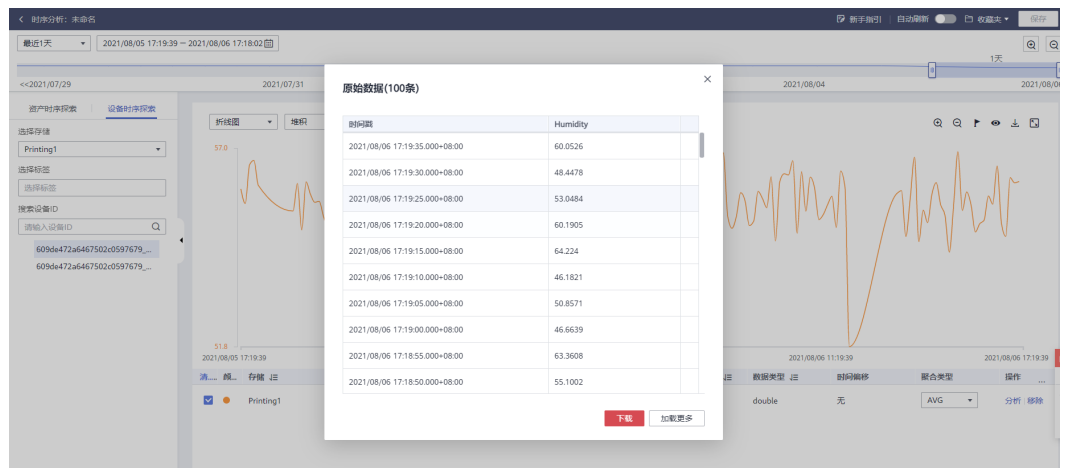 时序分析：未命名
新手指引 自动刷新 收藏夹 保存
最近1天 2021/08/05 17:19:39 － 2021/08/06 17:18:02
1天
<<2021/07/29 2021/07/31 2021/08/04 2021/08/0
资产时序探索 设备时序探索
选择存储
Printing1
选择标签
选择标签
搜索设备ID
请输入设备ID
609de472a6467502c0597679_...
609de472a6467502c0597679_...
折线图 堆积
57.0
51.8
2021/08/05 17:19:39 2021/08/06 11:19:39 2021/08/06 17:19:39
原始数据(100条)
时间戳 Humidity
2021/08/06 17:19:35.000+08:00 60.0526
2021/08/06 17:19:30.000+08:00 48.4478
2021/08/06 17:19:25.000+08:00 53.0484
2021/08/06 17:19:20.000+08:00 60.1905
2021/08/06 17:19:15.000+08:00 64.224
2021/08/06 17:19:10.000+08:00 46.1821
2021/08/06 17:19:05.000+08:00 50.8571
2021/08/06 17:19:00.000+08:00 46.6639
2021/08/06 17:18:55.000+08:00 63.3608
2021/08/06 17:18:50.000+08:00 55.1002
下载 加载更多
清..... 颜... 存储 数据类型 时间偏移 聚合类型 操作 ...
Printing1 double 无 AVG 分析 移除